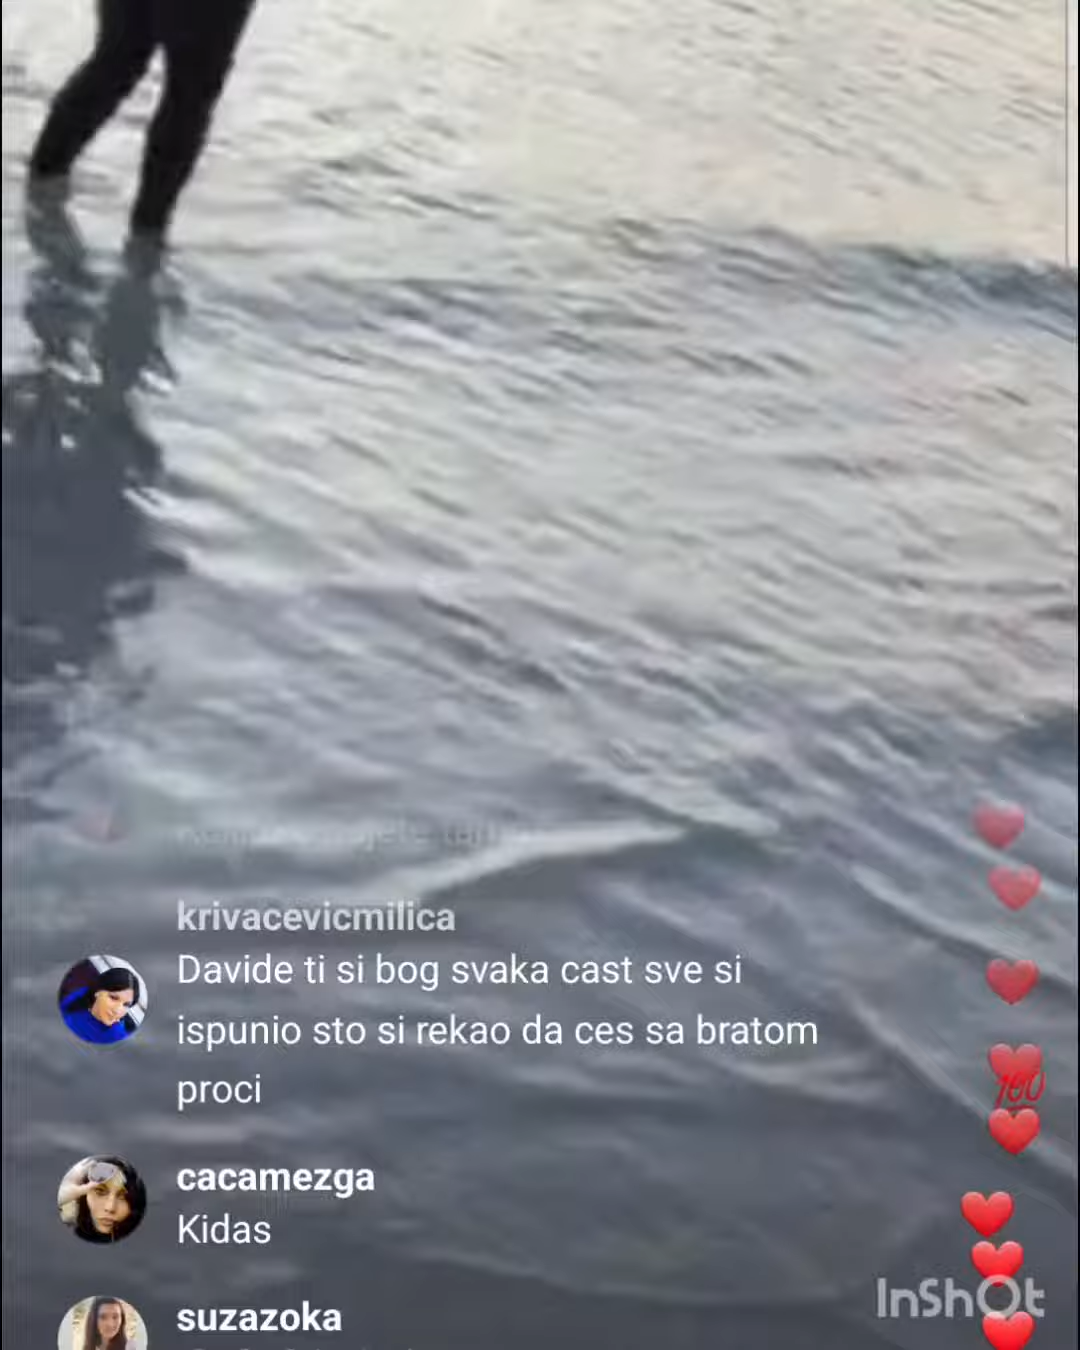 krivacevicmilica
Davide ti si bog svaka cast sve si
ispunio sto si rekao da ces sa bratom
proci
cacamezga
Kidas
suzazoka
InShOt